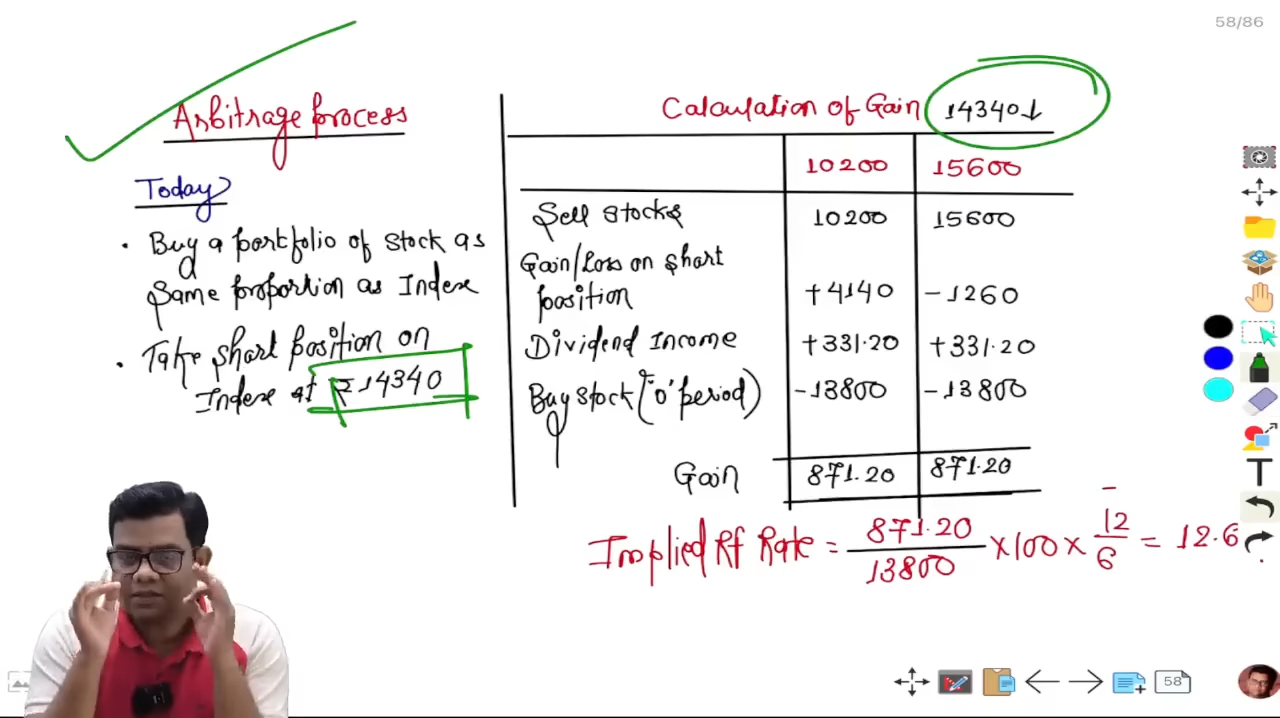 58/86
Arbitrage process
Today
• Buy a portfolio of stock as
same proportion as Index
• Take short position on
Index at ₹14340
Calculation of Gain 14340↓
10200 15600
Sell stocks 10200 15600
Gain/Loss on short
position +4140 -1260
Dividend Income +331.20 +331.20
Buy stock ("0" period) -13800 -13800
Gain 871.20 871.20
Implied Rf Rate = 871.20/13800 ×100 × 12/6 = 12.6
58